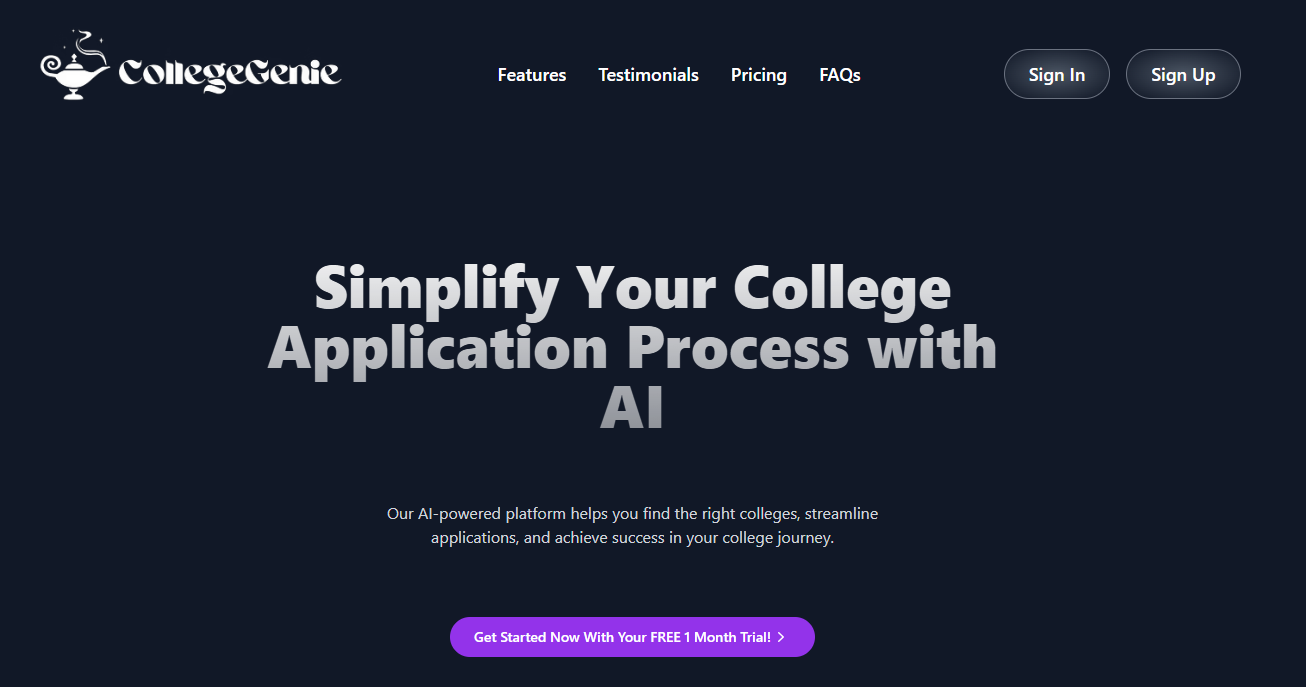 CollegeGenie
Features
Testimonials
Pricing
FAQs
Sign In
Sign Up
Simplify Your College
Application Process with
AI
Our AI-powered platform helps you find the right colleges, streamline
applications, and achieve success in your college journey.
Get Started Now With Your FREE 1 Month Trial!